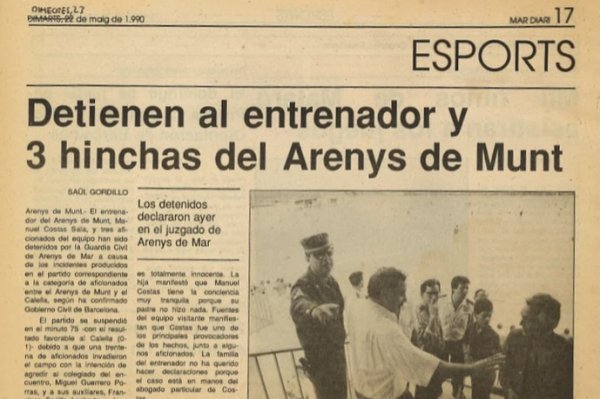 DIMECRES, 23
DIMARTS, 22 de maig de 1.990
MAR DIARI 17
ESPORTS
Detienen al entrenador y
3 hinchas del Arenys de Munt
SAÜL GORDILLO
Arenys de Munt.- El entrena-
dor del Arenys de Munt, Ma-
nuel Costas Sala, y tres afi-
cionados del equipo han sido
detenidos por la Guardia Civil
de Arenys de Mar a causa
de los incidentes producidos
en el partido correspondiente
a la categoría de aficionados
entre el Arenys de Munt y el
Calella, según ha confirmado
Gobierno Civil de Barcelona.
El partido se suspendió
en el minuto 75 -con el resul-
tado favorable al Calella (0-
1)- debido a que una trente-
na de aficionados invadieron
el campo con la intención de
agredir al colegiado del en-
cuentro, Miguel Guerrero Po-
rras, y a sus auxiliares, Fran-
Los detenidos
declararon ayer
en el juzgado de
Arenys de Mar
es totalmente inocente. La
hija manifestó que Manuel
Costas tiene la conciencia
muy tranquila porque su
padre no hizo nada. Fuentes
del equipo visitante manifies-
tan que Costas fue uno de
los principales provocadores
de los hechos, junto a algu-
nos aficionados. La familia
del entrenador no ha querido
hacer declaraciones porque
el caso está en manos del
abogado particular de Cos-